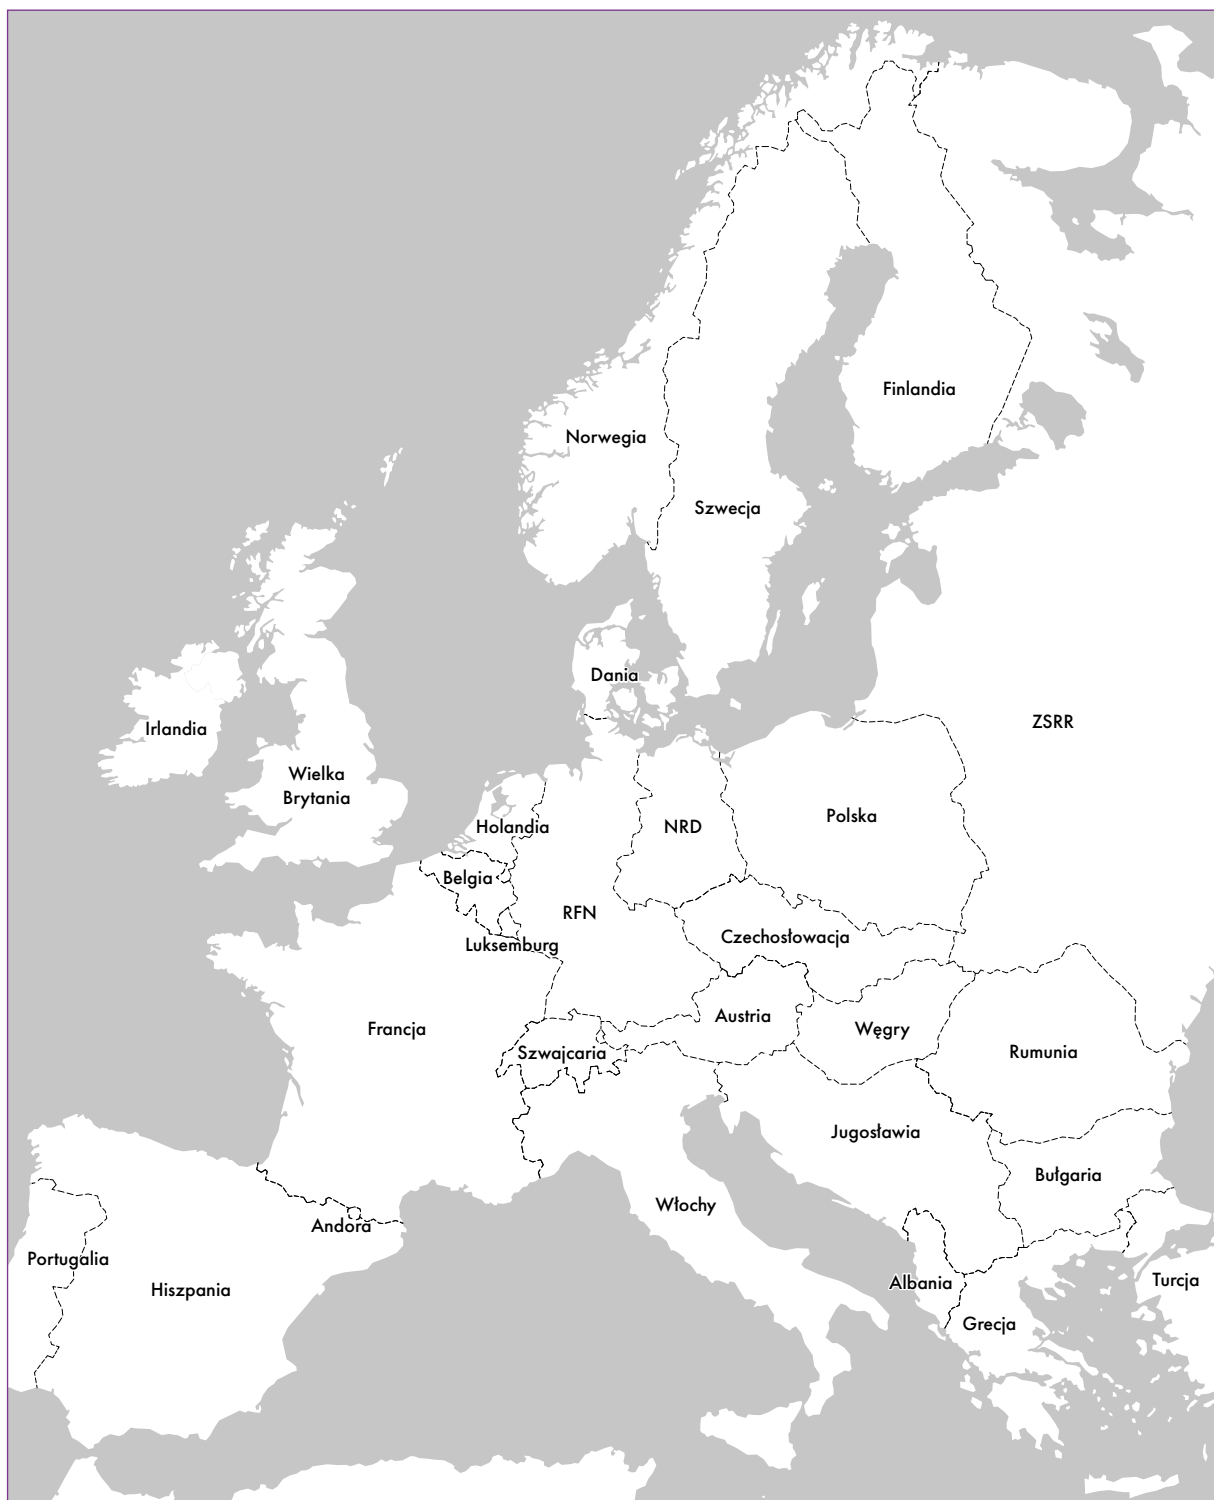 Finlandia
Norwegia
Szwecja
Dania
Irlandia
ZSRR
Wielka
Brytania
Holandia
NRD
Polska
Belgia
RFN
Luksemburg
Czechosłowacja
Francja
Austria
Węgry
Szwajcaria
Rumunia
Jugosławia
Bułgaria
Włochy
Andora
Portugalia
Hiszpania
Albania
Turcja
Grecja